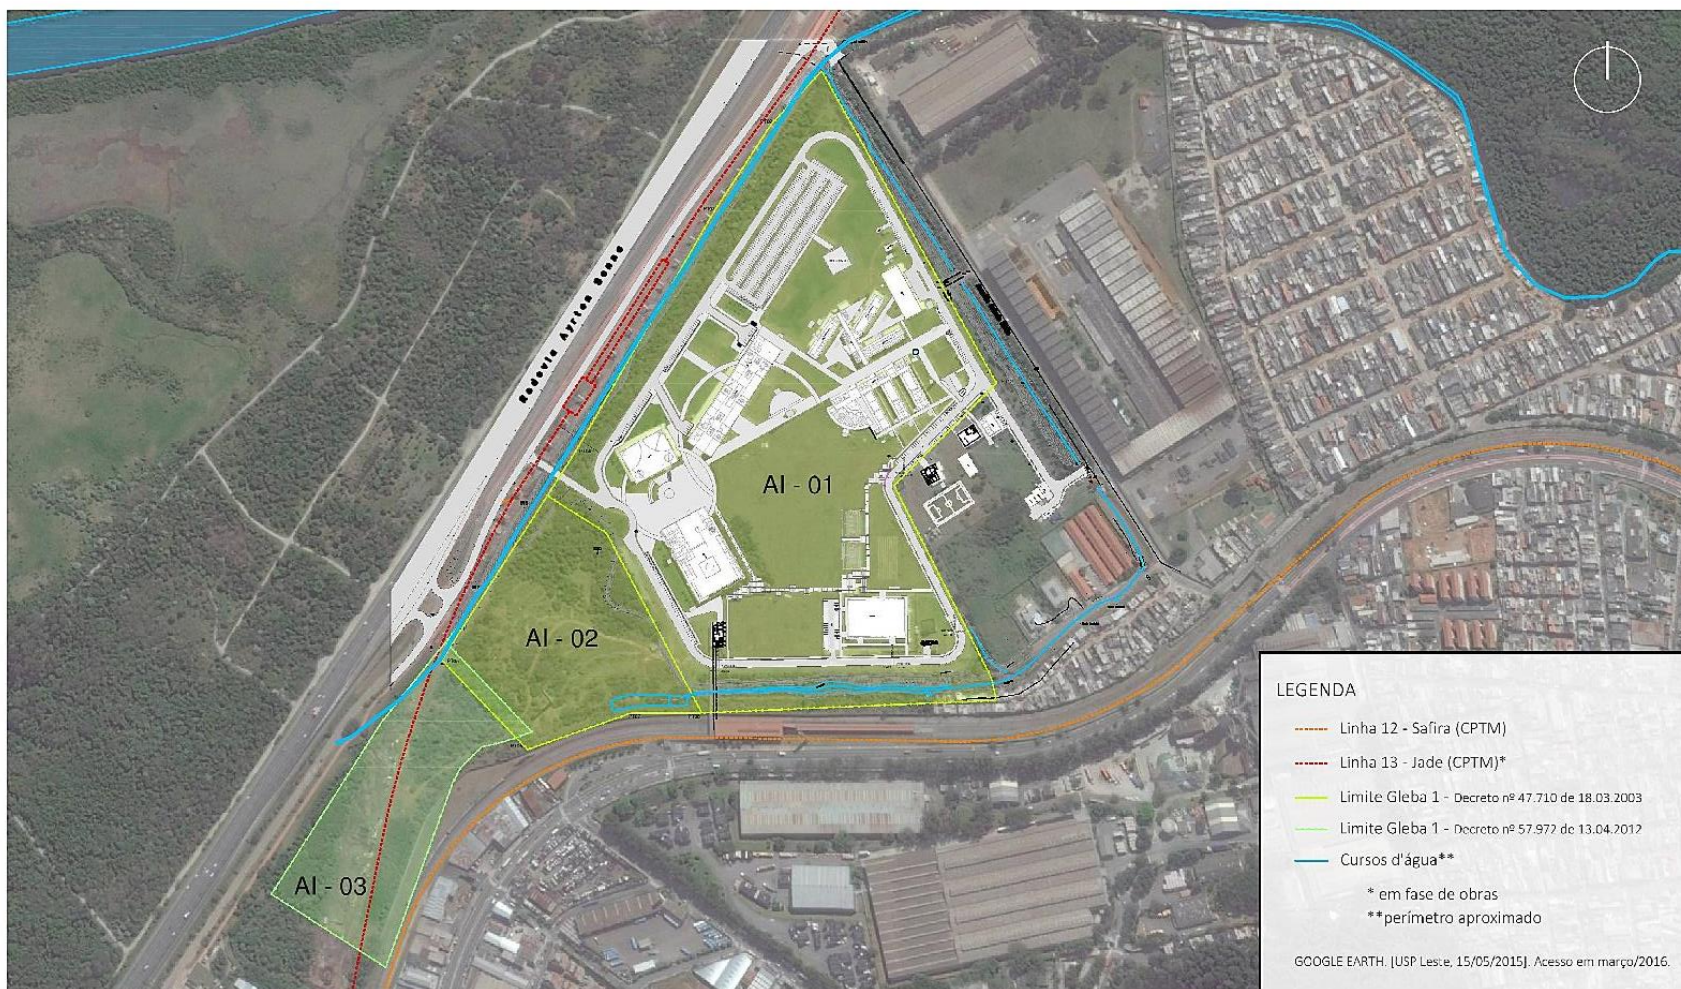 Rodovia Ayrton Senna
AI - 01
AI - 02
AI - 03
LEGENDA
Linha 12 - Safira (CPTM)
Linha 13 - Jade (CPTM)*
Limite Gleba 1 - Decreto nº 47.710 de 18.03.2003
Limite Gleba 1 - Decreto nº 57.972 de 13.04.2012
Cursos d'água**
* em fase de obras
**perímetro aproximado
GOOGLE EARTH. [USP Leste, 15/05/2015]. Acesso em março/2016.